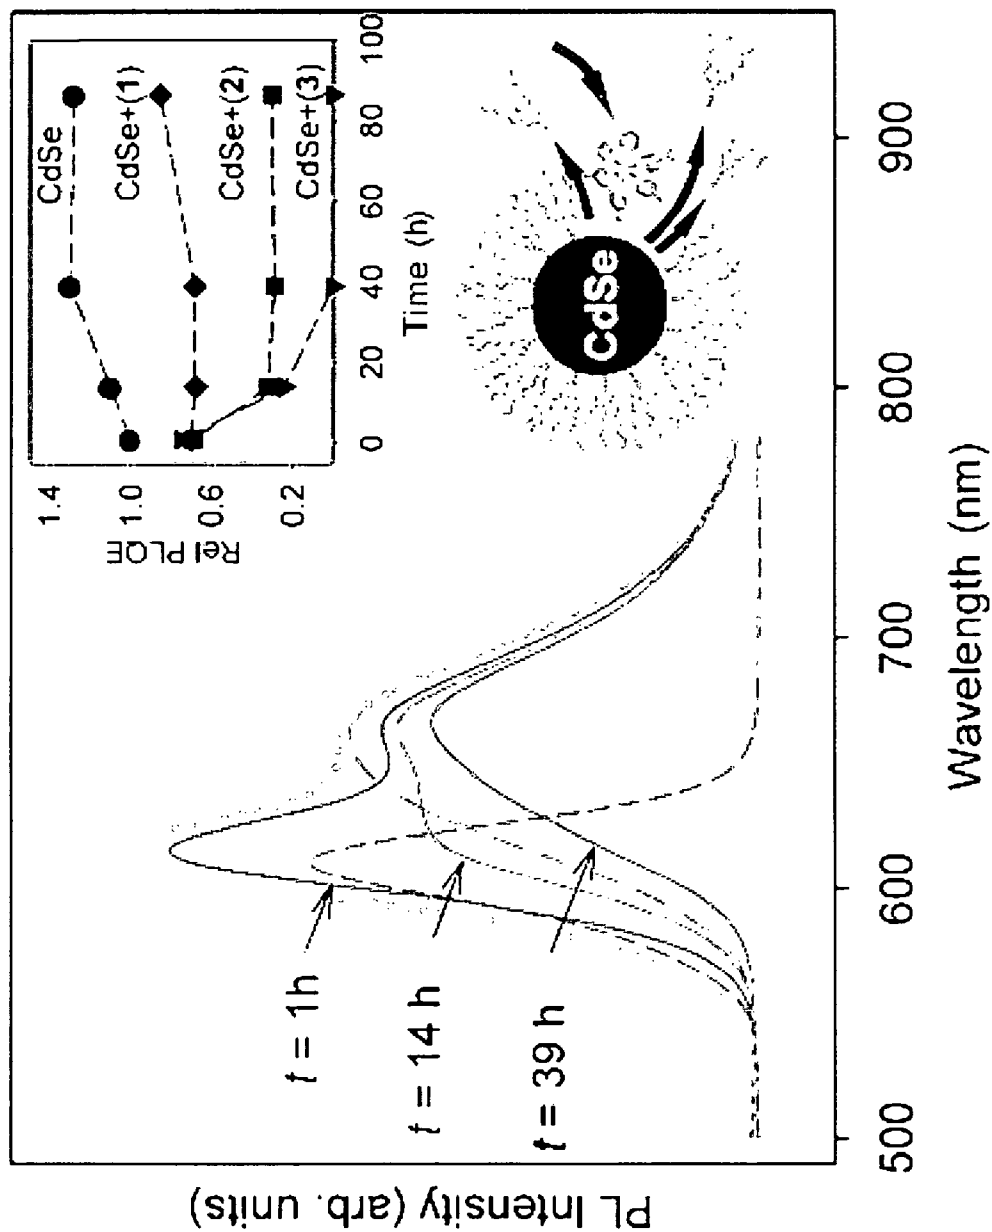 PL Intensity (arb. units)
Wavelength (nm)
500
600
700
800
900
t = 1h
t = 14 h
t = 39 h
Rel PLQE
1.4
1.0
0.6
0.2
0
20
40
60
80
100
Time (h)
CdSe
CdSe+(1)
CdSe+(2)
CdSe+(3)
CdSe